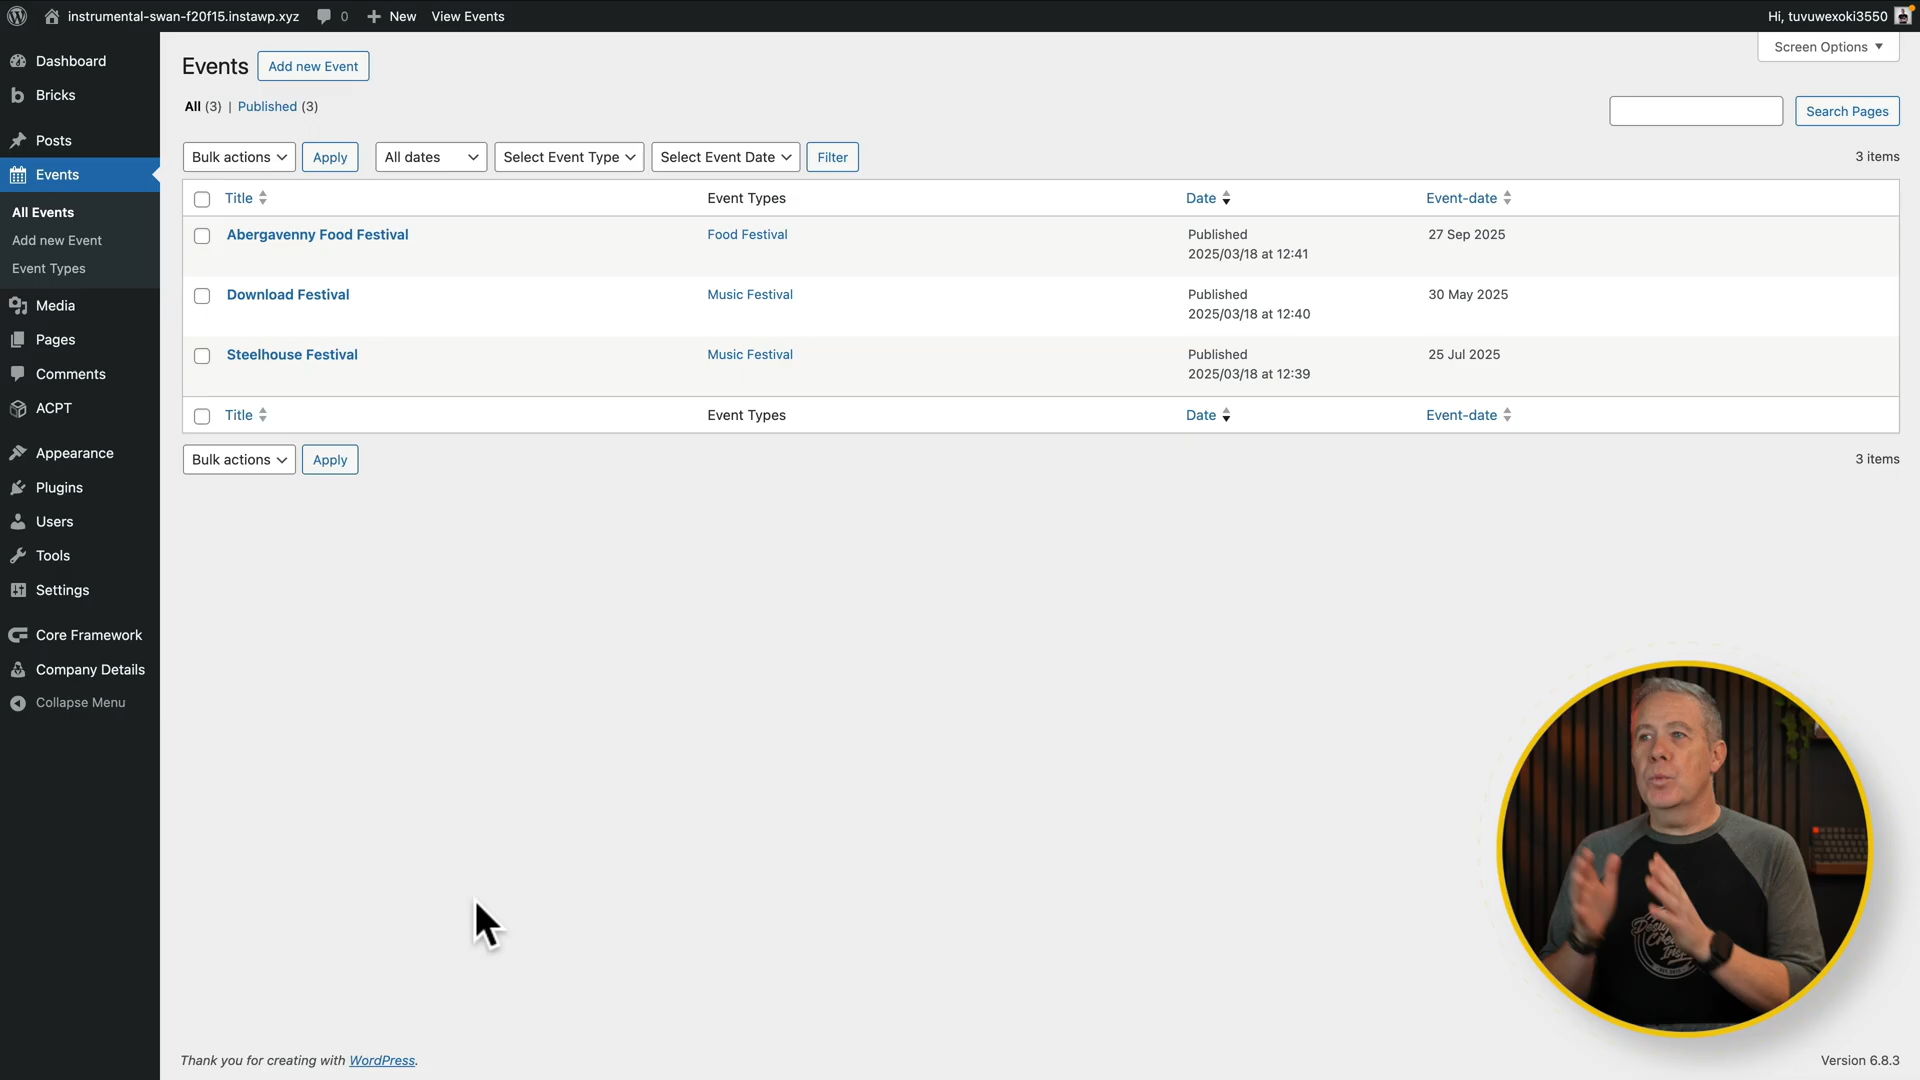 instrumental-swan-f20f15.instawp.xyz 0 New View Events Hi, tuvuwexoki3550
Screen Options
Dashboard
Bricks
Posts
Events
All Events
Add new Event
Event Types
Media
Pages
Comments
ACPT
Appearance
Plugins
Users
Tools
Settings
Core Framework
Company Details
Collapse Menu
Events Add new Event
All (3) | Published (3)
Search Pages
Bulk actions Apply All dates Select Event Type Select Event Date Filter 3 items
Title Event Types Date Event-date
Abergavenny Food Festival Food Festival Published 27 Sep 2025
2025/03/18 at 12:41
Download Festival Music Festival Published 30 May 2025
2025/03/18 at 12:40
Steelhouse Festival Music Festival Published 25 Jul 2025
2025/03/18 at 12:39
Title Event Types Date Event-date
Bulk actions Apply 3 items
Thank you for creating with WordPress. Version 6.8.3